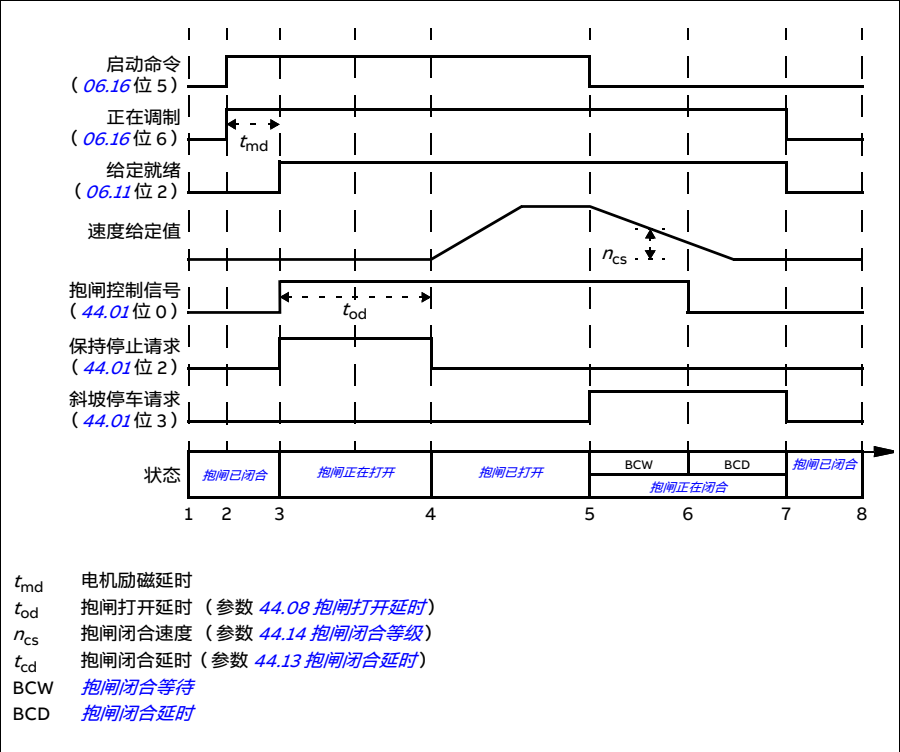 启动命令
（06.16 位 5）
正在调制
（06.16 位 6）
tmd
给定就绪
（06.11 位 2）
速度给定值
ncs
抱闸控制信号
（44.01 位 0）
tod
保持停止请求
（44.01 位 2）
斜坡停车请求
（44.01 位 3）
状态
抱闸已闭合 抱闸正在打开 抱闸已打开 BCW BCD 抱闸已闭合
抱闸正在闭合
1 2 3 4 5 6 7 8
tmd 电机励磁延时
tod 抱闸打开延时（参数 44.08 抱闸打开延时）
ncs 抱闸闭合速度（参数 44.14 抱闸闭合等级）
tcd 抱闸闭合延时（参数 44.13 抱闸闭合延时）
BCW 抱闸闭合等待
BCD 抱闸闭合延时